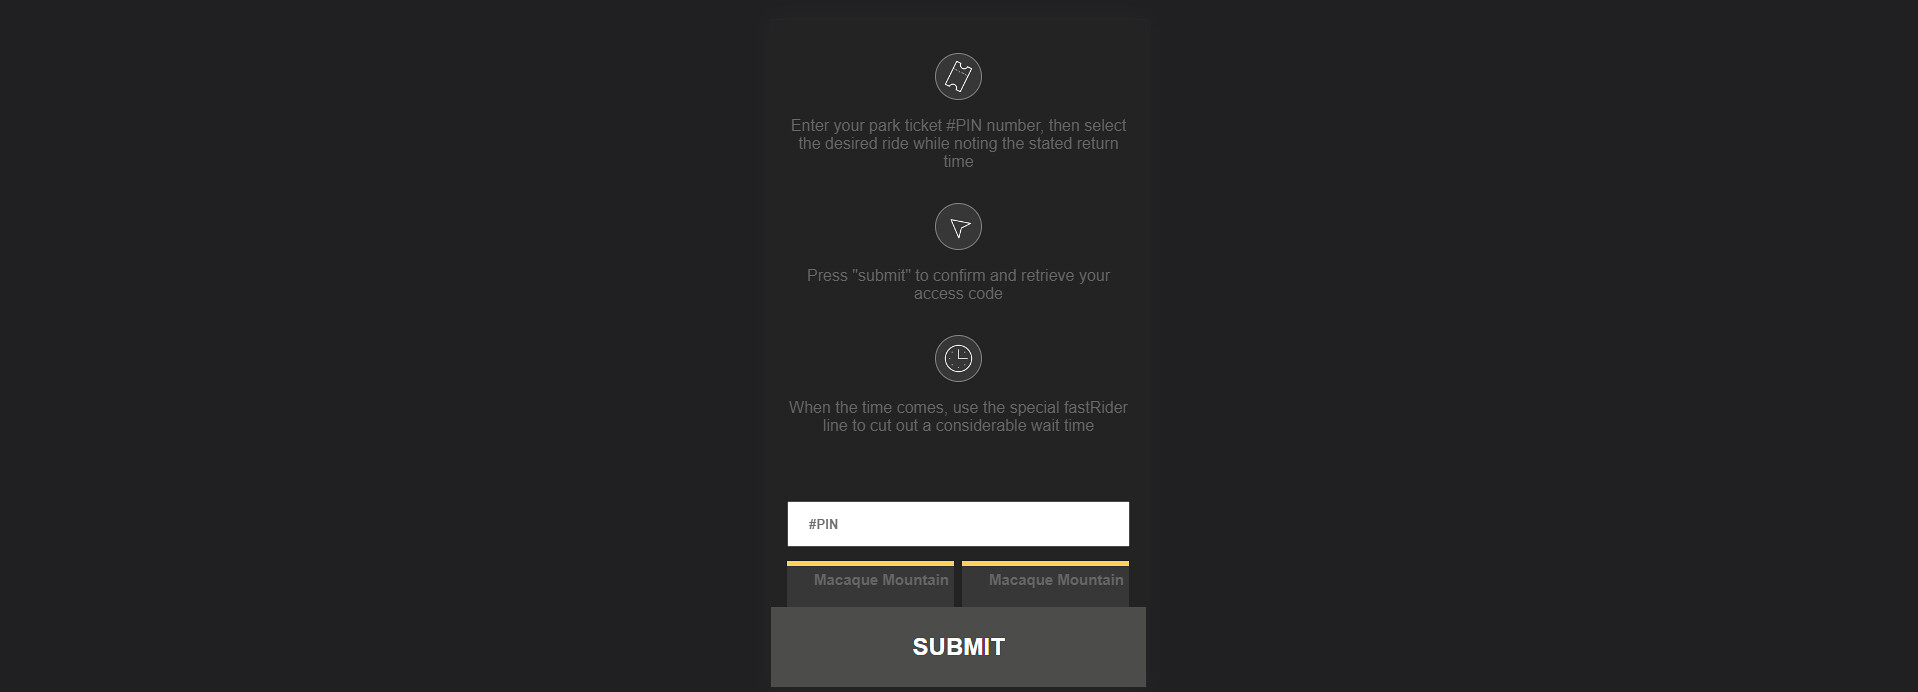 Enter your park ticket #PIN number, then select
the desired ride while noting the stated return
time
Press "submit" to confirm and retrieve your
access code
When the time comes, use the special fastRider
line to cut out a considerable wait time
#PIN
Macaque Mountain Macaque Mountain
SUBMIT